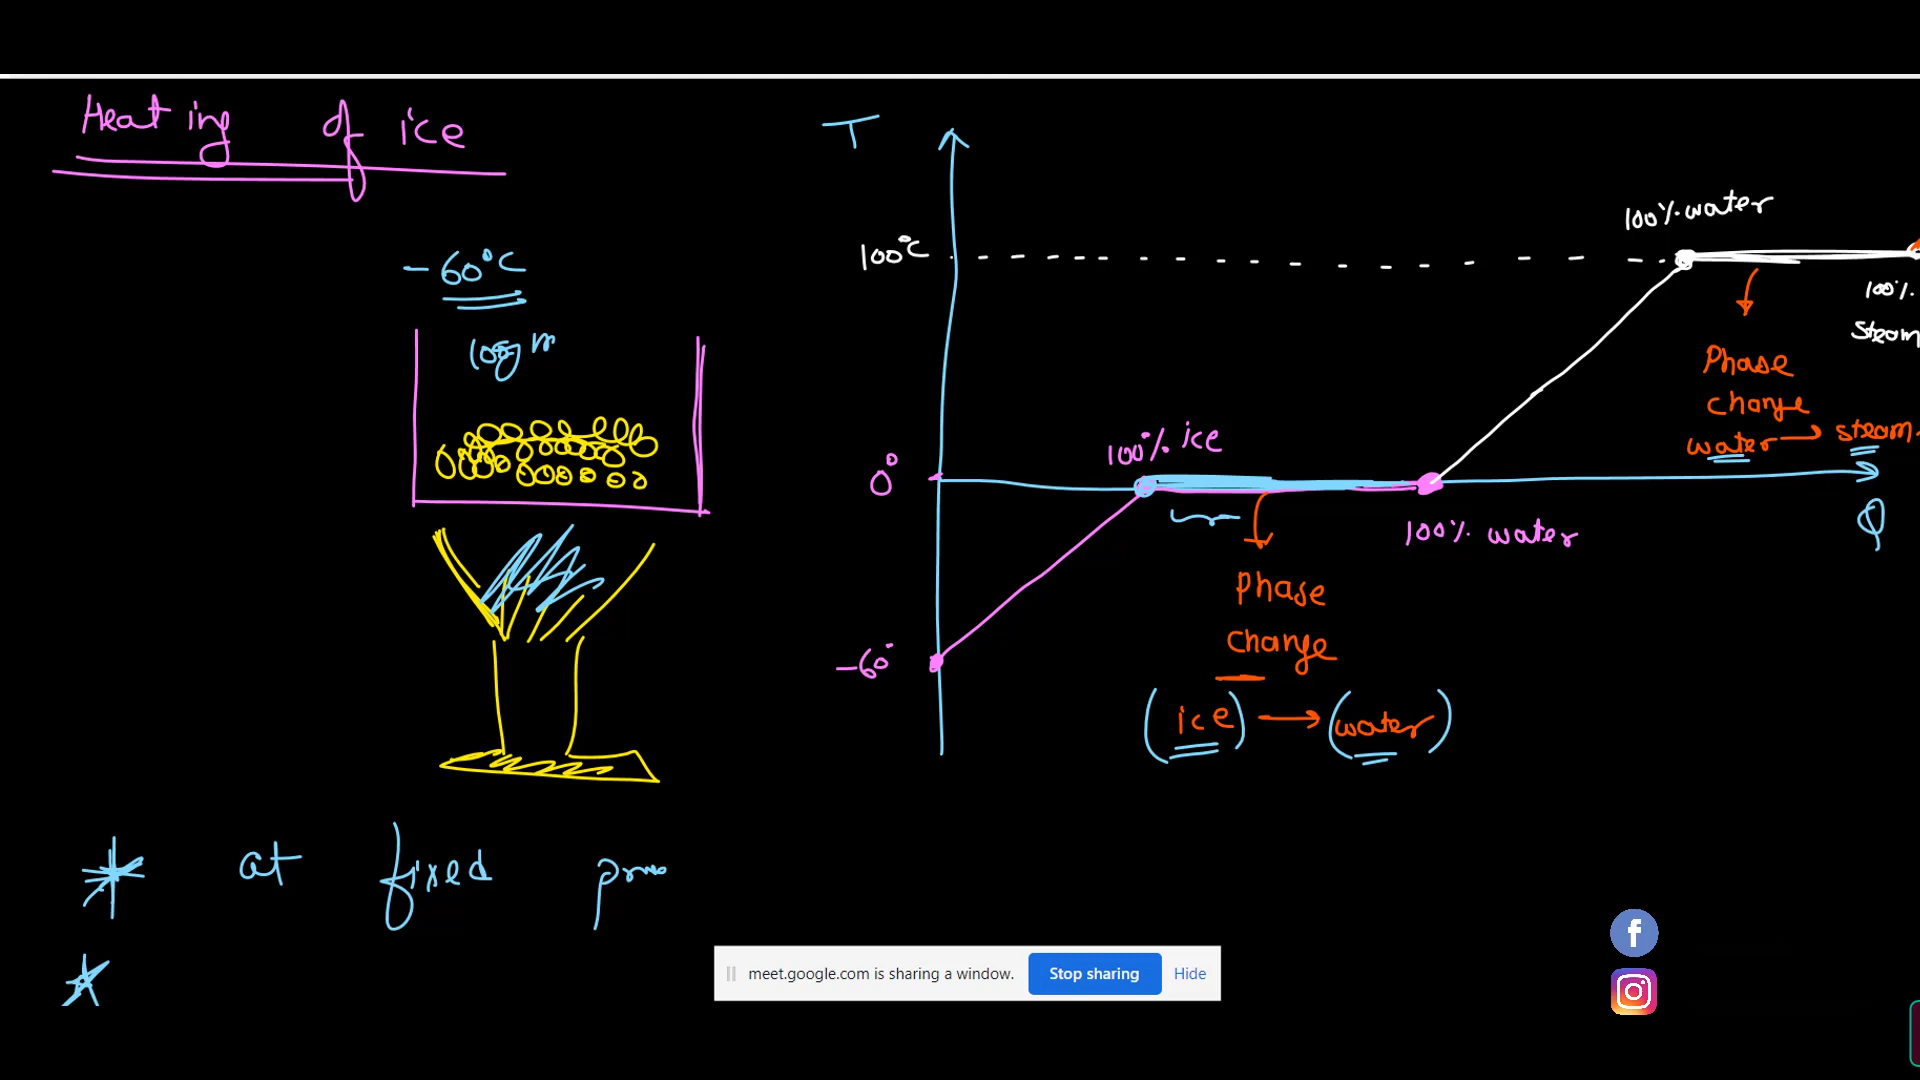 Heating of ice
-60°C
T
100% water
100°C
100%
steam
Phase
change
water → steam
100% ice
0°
Q
100% water
Phase
change
-60°
(ice) → (water)
* at fixed
*
meet.google.com is sharing a window. Stop sharing Hide